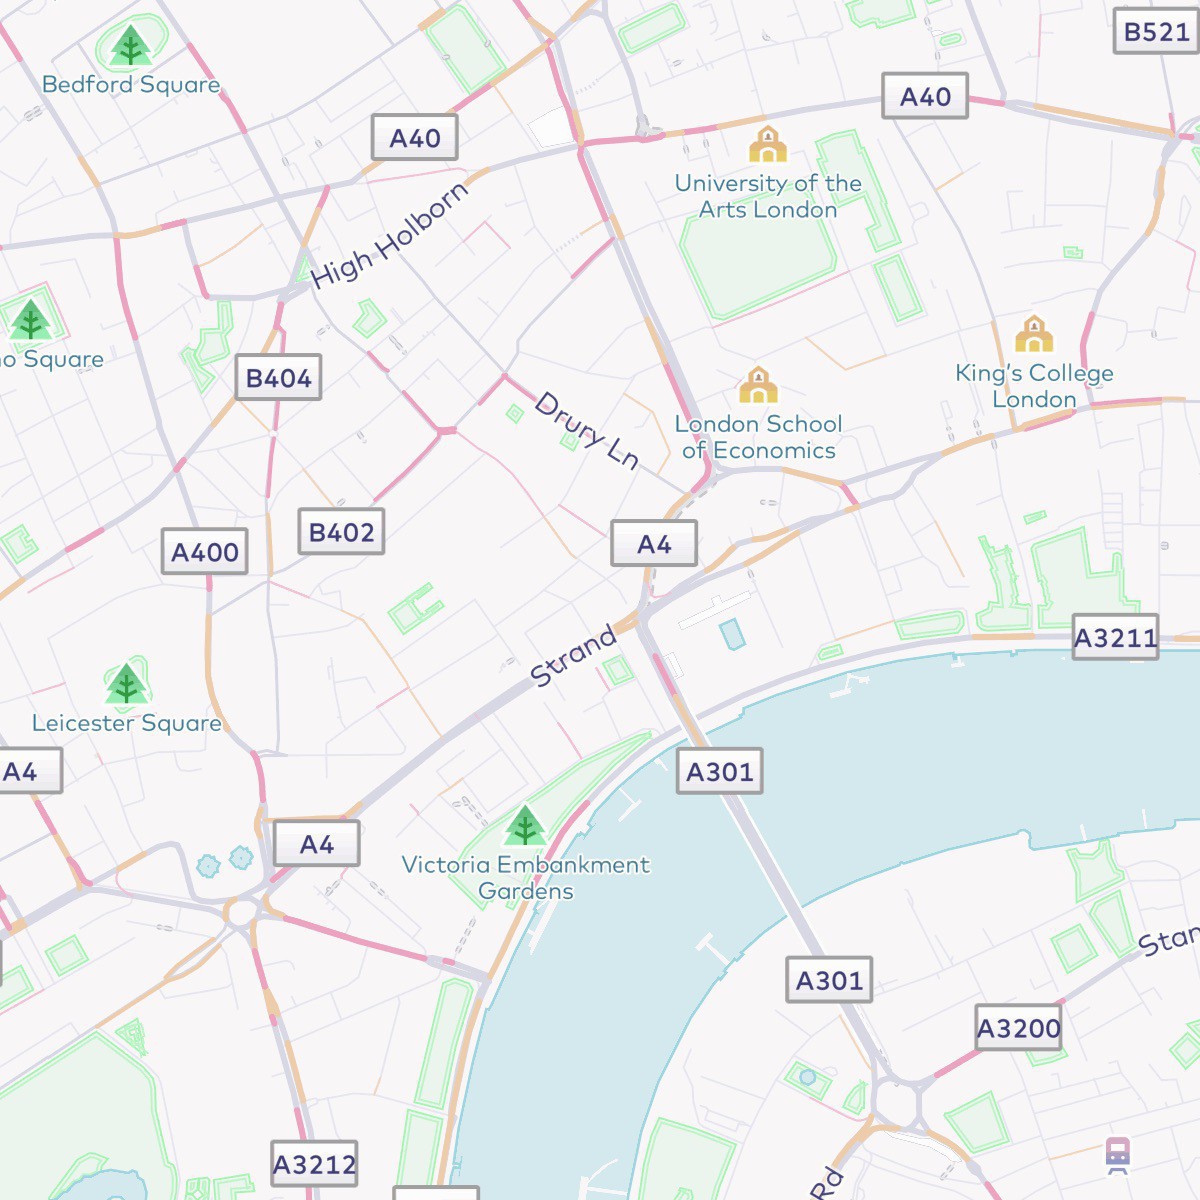 B521
Bedford Square
A40
A40
University of the
Arts London
High Holborn
o Square
King's College
London
B404
London School
of Economics
Drury Ln
A400
B402
A4
A3211
Strand
Leicester Square
A4
A301
A4
Victoria Embankment
Gardens
Stan
A301
A3200
A3212
Rd